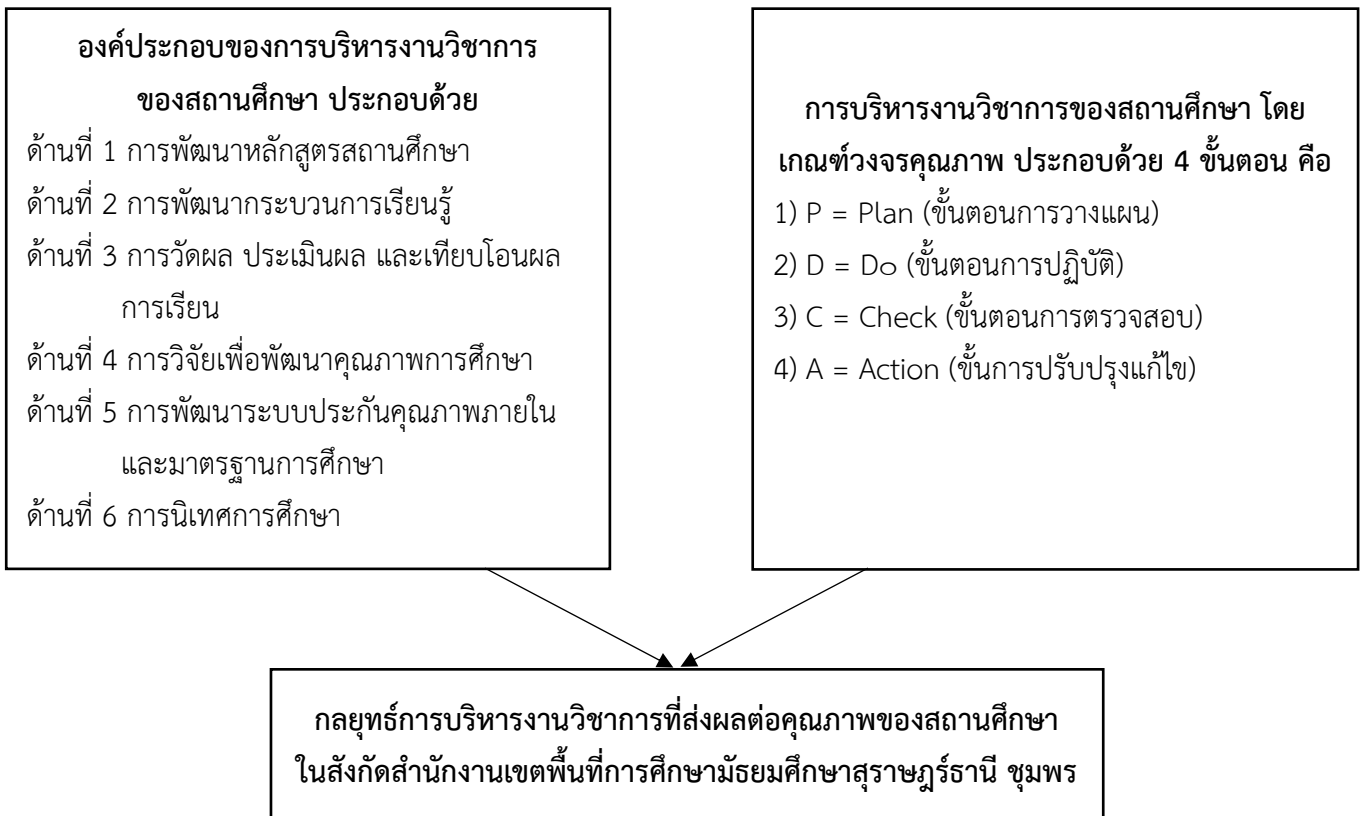 องค์ประกอบของการบริหารงานวิชาการ
ของสถานศึกษา ประกอบด้วย
ด้านที่ 1 การพัฒนาหลักสูตรสถานศึกษา
ด้านที่ 2 การพัฒนากระบวนการเรียนรู้
ด้านที่ 3 การวัดผล ประเมินผล และเทียบโอนผล
การเรียน
ด้านที่ 4 การวิจัยเพื่อพัฒนาคุณภาพการศึกษา
ด้านที่ 5 การพัฒนาระบบประกันคุณภาพภายใน
และมาตรฐานการศึกษา
ด้านที่ 6 การนิเทศการศึกษา
การบริหารงานวิชาการของสถานศึกษา โดย
เกณฑ์วงจรคุณภาพ ประกอบด้วย 4 ขั้นตอน คือ
1) P = Plan (ขั้นตอนการวางแผน)
2) D = Do (ขั้นตอนการปฏิบัติ)
3) C = Check (ขั้นตอนการตรวจสอบ)
4) A = Action (ขั้นการปรับปรุงแก้ไข)
กลยุทธ์การบริหารงานวิชาการที่ส่งผลต่อคุณภาพของสถานศึกษา
ในสังกัดสำนักงานเขตพื้นที่การศึกษามัธยมศึกษาสุราษฎร์ธานี ชุมพร